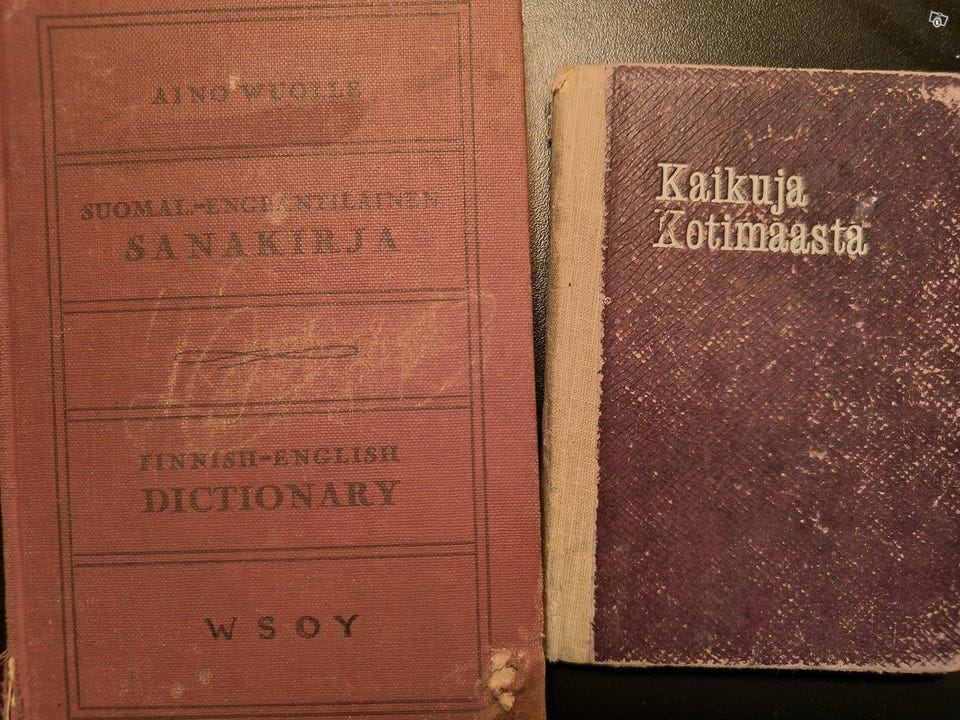 AINO WUOLLE
SUOMAL.-ENGLANTILAINEN
SANAKIRJA
FINNISH-ENGLISH
DICTIONARY
WSOY
Kaikuja
Kotimaasta